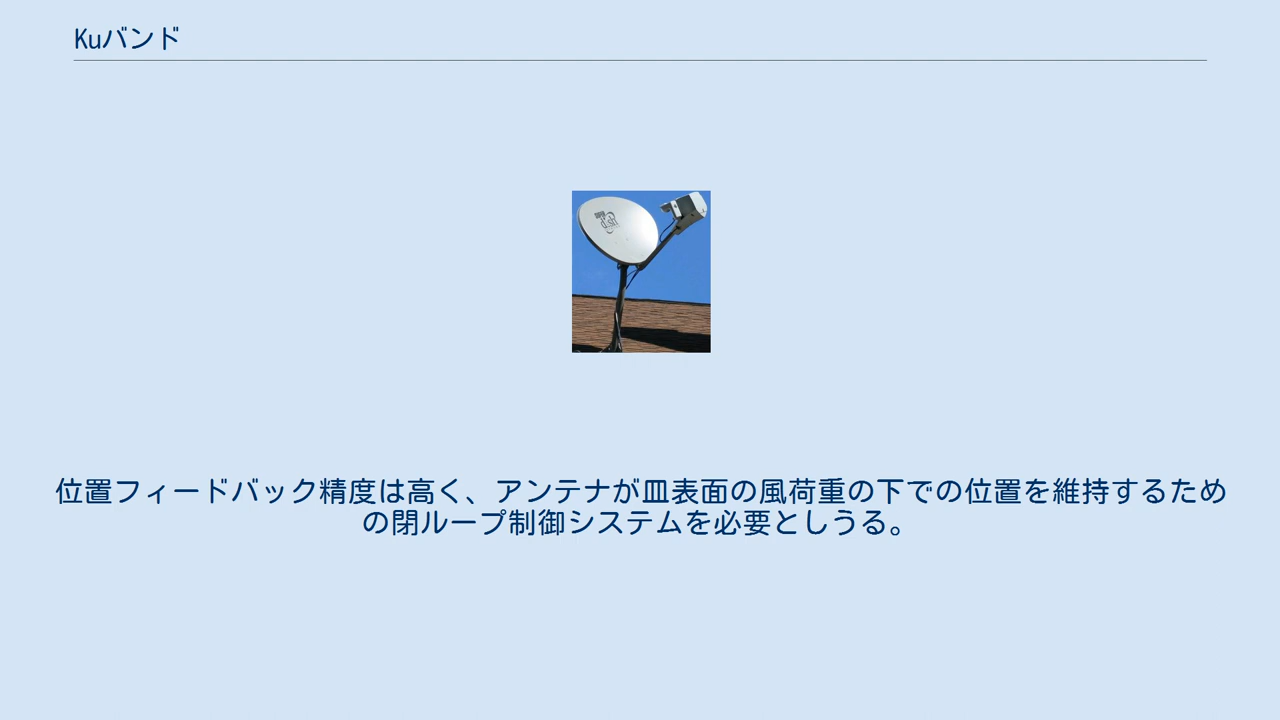 Kuバンド
位置フィードバック精度は高く、アンテナが皿表面の風荷重の下での位置を維持するため
の閉ループ制御システムを必要としうる。